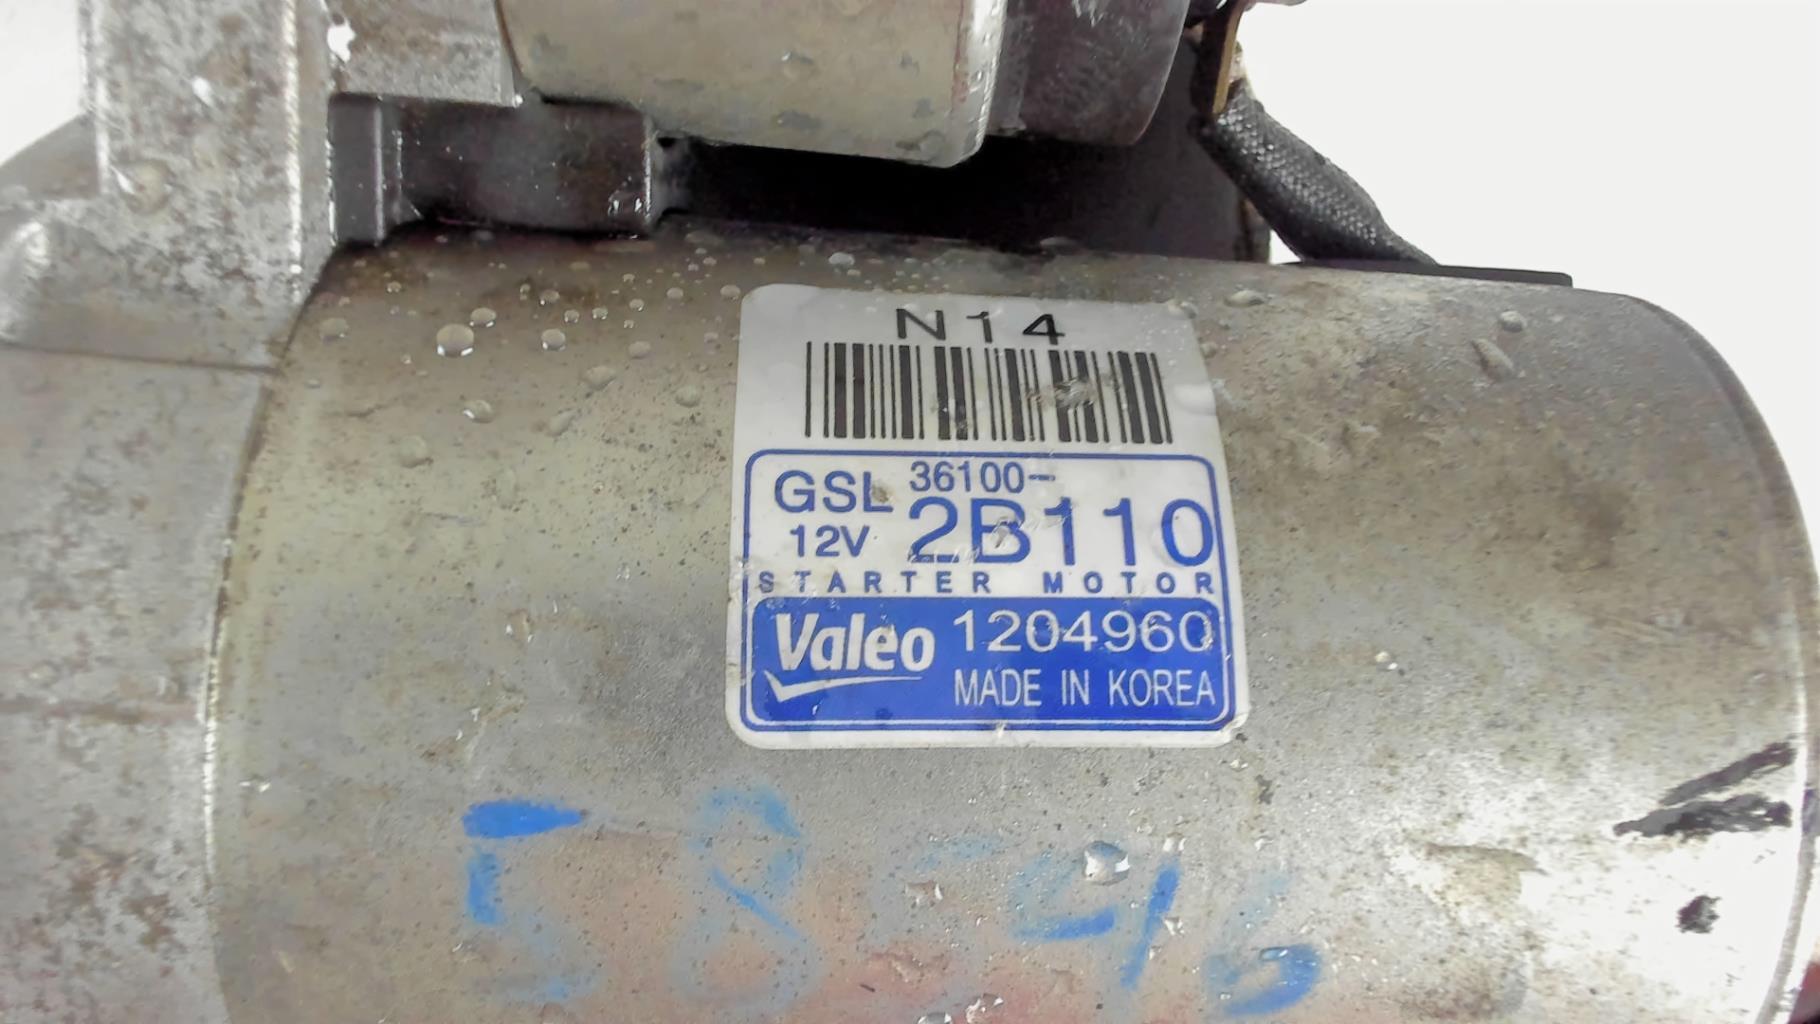 N14
GSL 36100-
12V 2B110
STARTER MOTOR
Valeo 1204960
MADE IN KOREA